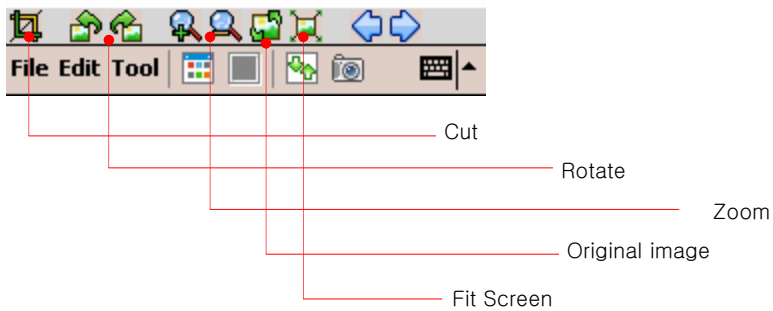 File Edit Tool
Cut
Rotate
Zoom
Original image
Fit Screen